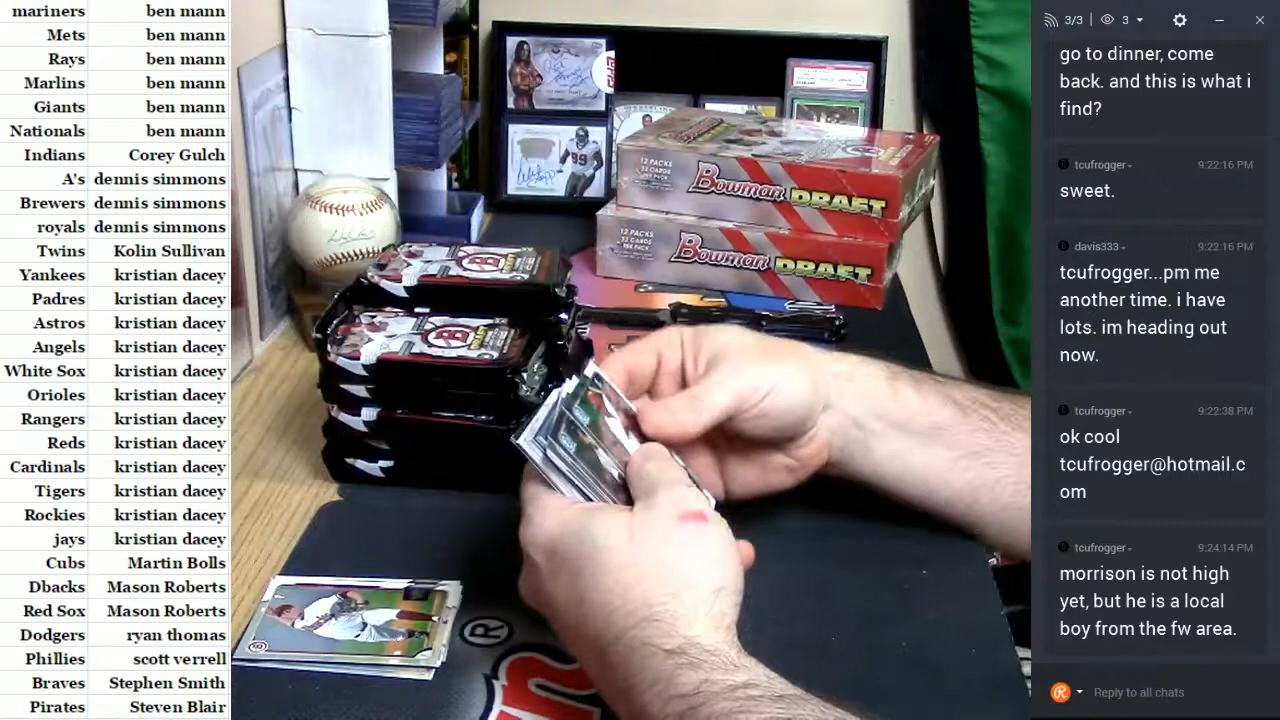 mariners ben mann
Mets ben mann
Rays ben mann
Marlins ben mann
Giants ben mann
Nationals ben mann
Indians Corey Gulch
A's dennis simmons
Brewers dennis simmons
royals dennis simmons
Twins Kolin Sullivan
Yankees kristian dacey
Padres kristian dacey
Astros kristian dacey
Angels kristian dacey
White Sox kristian dacey
Orioles kristian dacey
Rangers kristian dacey
Reds kristian dacey
Cardinals kristian dacey
Tigers kristian dacey
Rockies kristian dacey
jays kristian dacey
Cubs Martin Bolls
Dbacks Mason Roberts
Red Sox Mason Roberts
Dodgers ryan thomas
Phillies scott verrell
Braves Stephen Smith
Pirates Steven Blair
99
12 PACKS
Bowman DRAFT
12 PACKS
Bowman DRAFT
B
B
®
3/3 3
go to dinner, come
back. and this is what i
find?
tcufrogger 9:22:16 PM
sweet.
davis333 9:22:16 PM
tcufrogger...pm me
another time. i have
lots. im heading out
now.
tcufrogger 9:22:38 PM
ok cool
tcufrogger@hotmail.c
om
tcufrogger 9:24:14 PM
morrison is not high
yet, but he is a local
boy from the fw area.
Reply to all chats